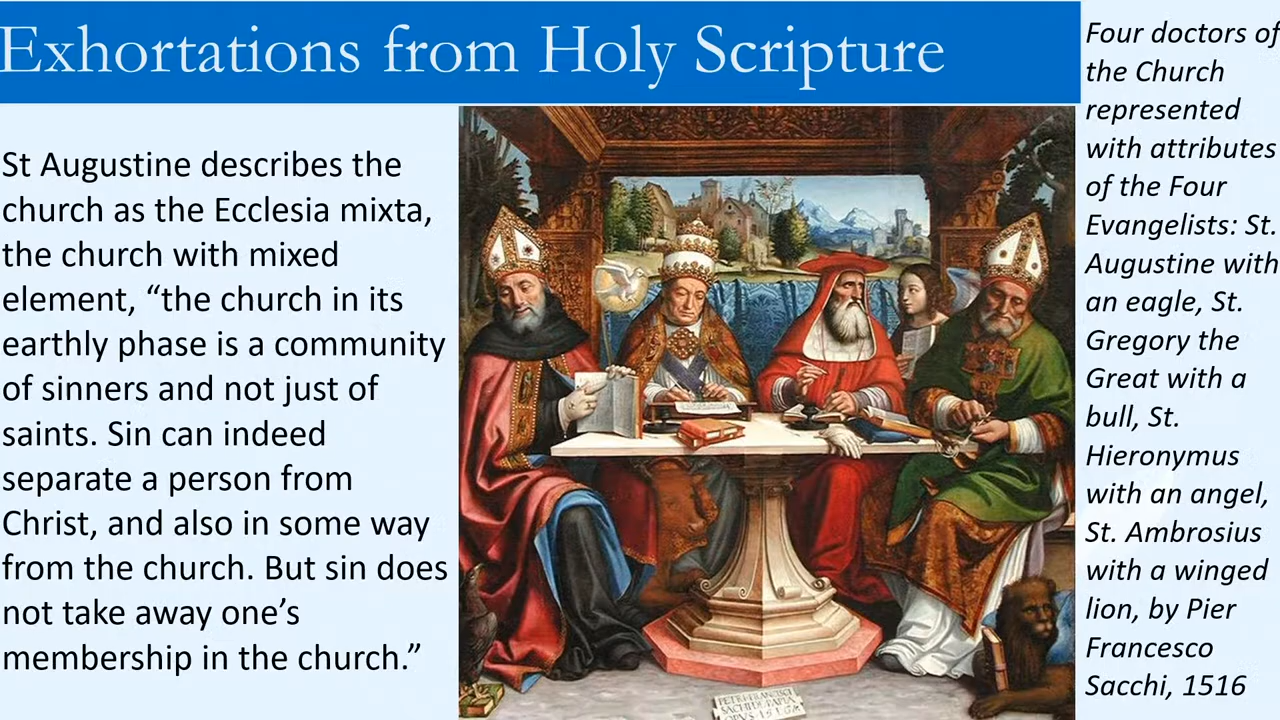 Exhortations from Holy Scripture
St Augustine describes the
church as the Ecclesia mixta,
the church with mixed
element, “the church in its
earthly phase is a community
of sinners and not just of
saints. Sin can indeed
separate a person from
Christ, and also in some way
from the church. But sin does
not take away one’s
membership in the church.”
Four doctors of
the Church
represented
with attributes
of the Four
Evangelists: St.
Augustine with
an eagle, St.
Gregory the
Great with a
bull, St.
Hieronymus
with an angel,
St. Ambrosius
with a winged
lion, by Pier
Francesco
Sacchi, 1516